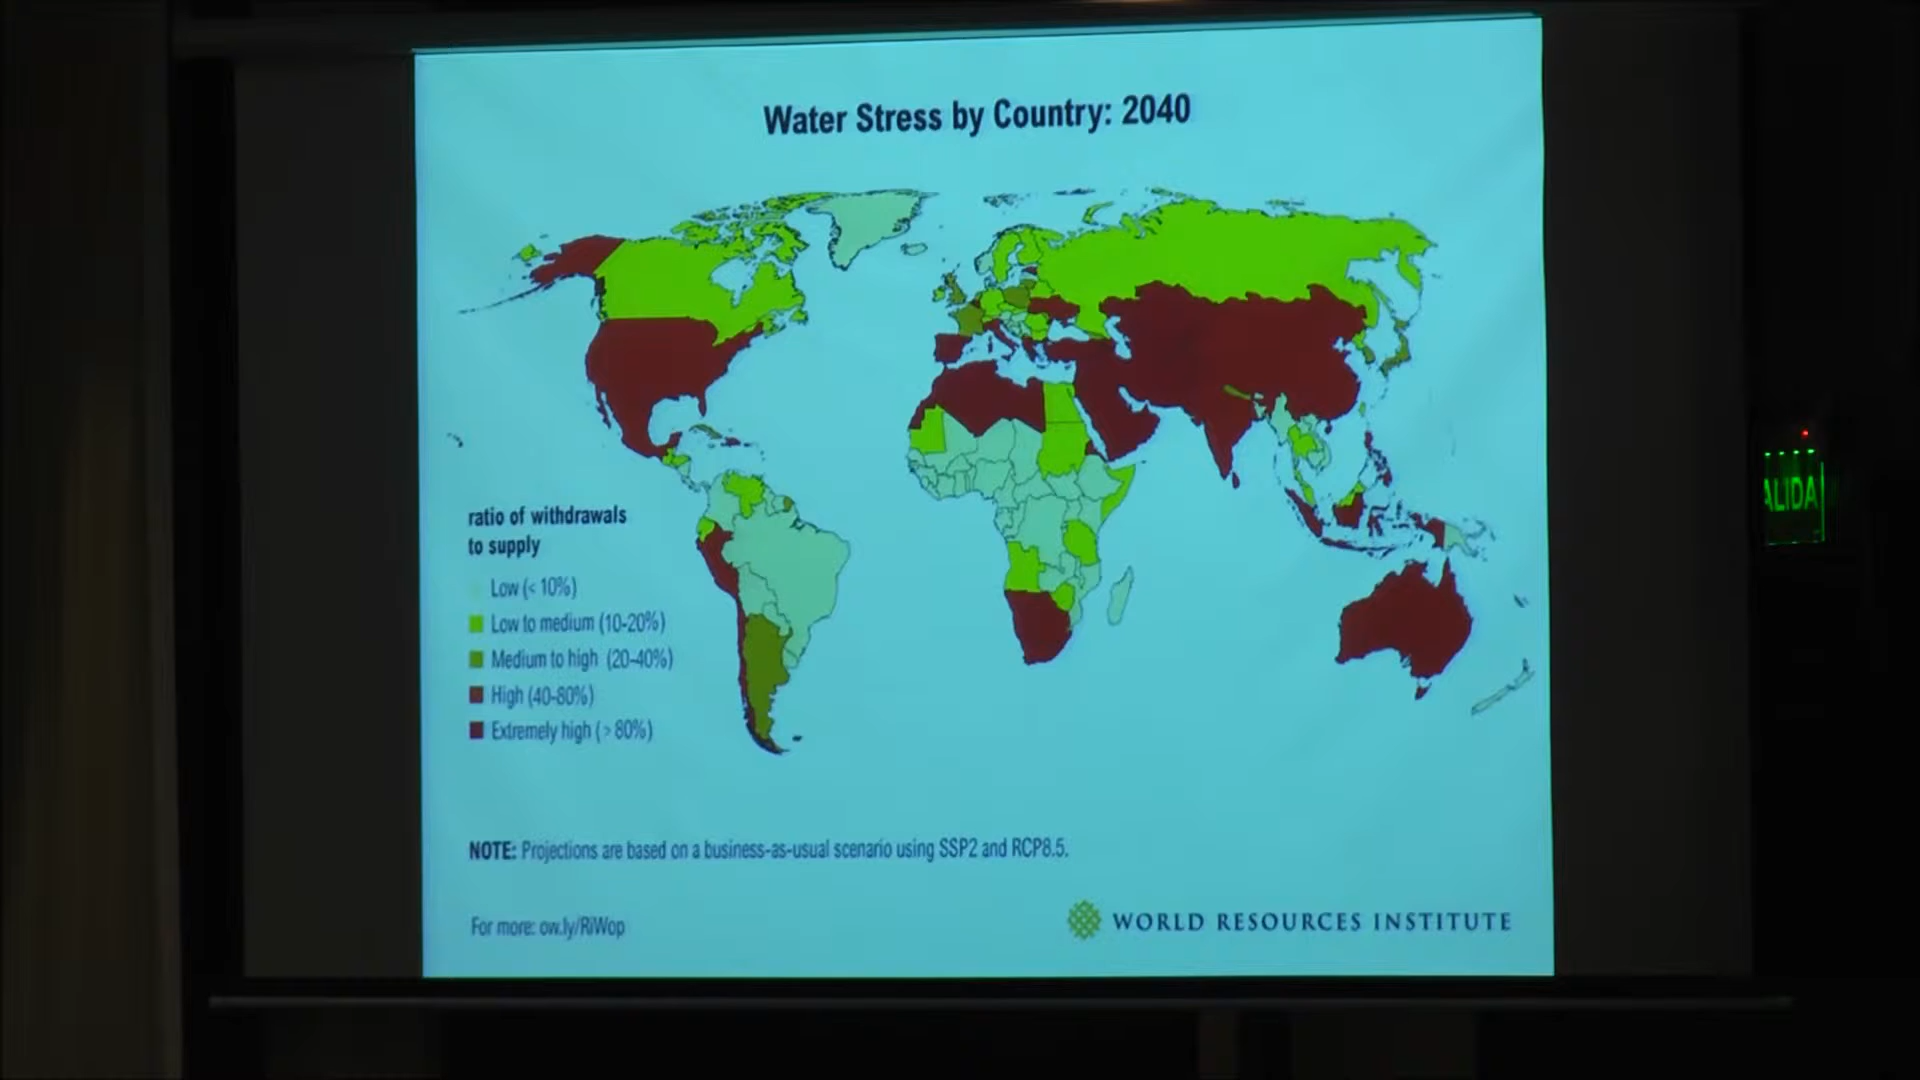 Water Stress by Country: 2040
ratio of withdrawals
to supply
Low (< 10%)
Low to medium (10-20%)
Medium to high (20-40%)
High (40-80%)
Extremely high (> 80%)
NOTE: Projections are based on a business-as-usual scenario using SSP2 and RCP8.5.
For more: ow.ly/RiWop
WORLD RESOURCES INSTITUTE
ALIDA